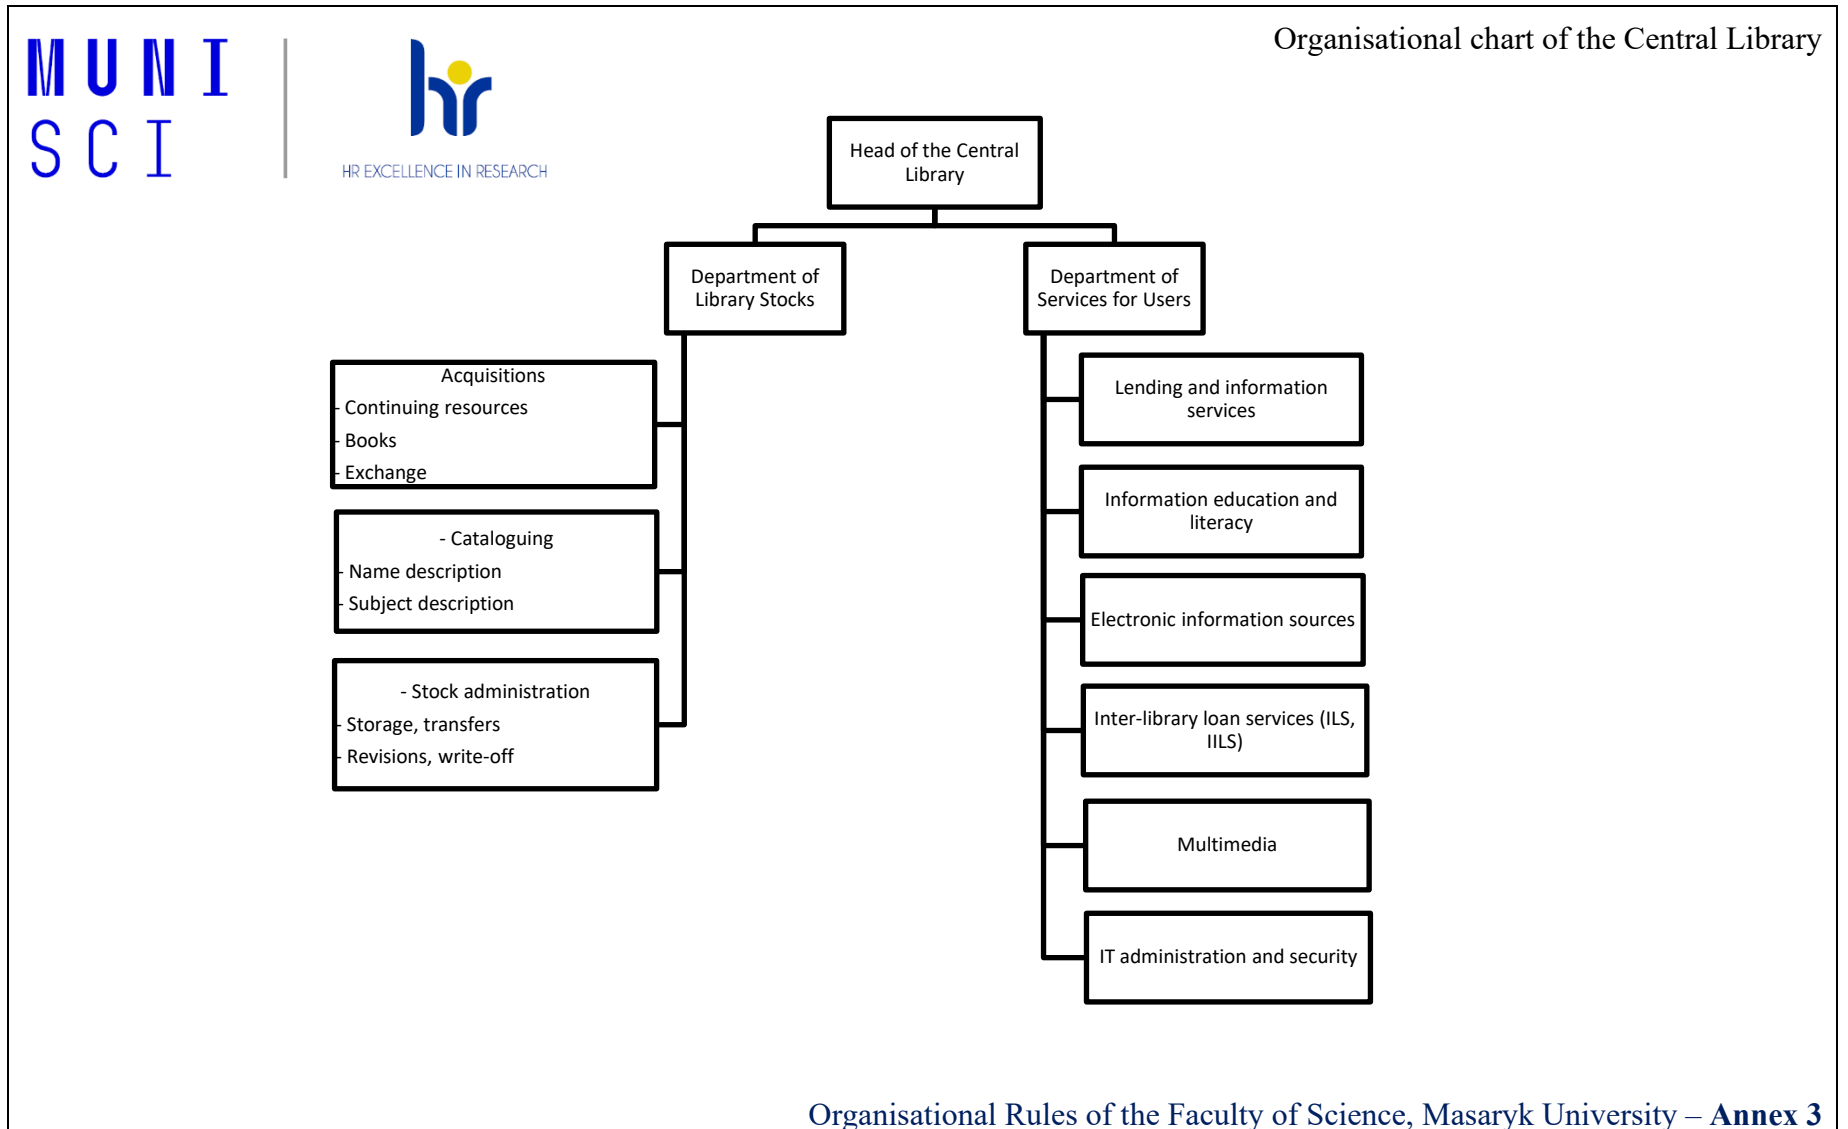 Organisational chart of the Central Library
MUNI
SCI
hr
HR EXCELLENCE IN RESEARCH
Head of the Central
Library
Department of
Library Stocks
Department of
Services for Users
Acquisitions
- Continuing resources
- Books
- Exchange
- Cataloguing
- Name description
- Subject description
- Stock administration
- Storage, transfers
- Revisions, write-off
Lending and information
services
Information education and
literacy
Electronic information sources
Inter-library loan services (ILS,
IILS)
Multimedia
IT administration and security
Organisational Rules of the Faculty of Science, Masaryk University – Annex 3